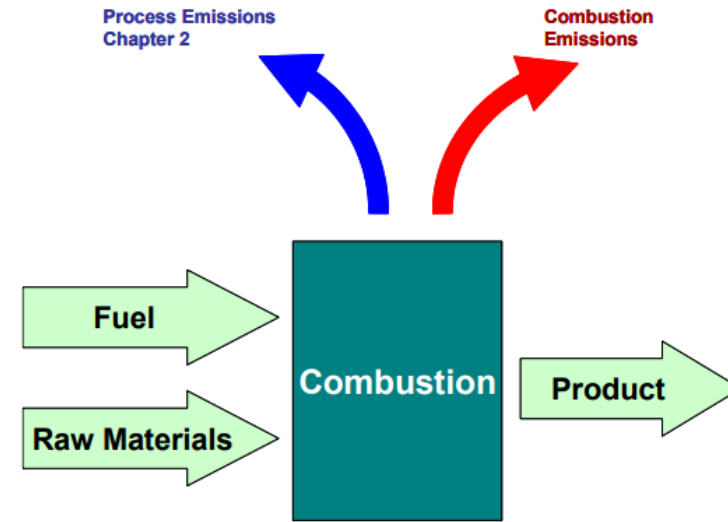 Process Emissions
Chapter 2
Combustion
Emissions
Fuel
Combustion
Product
Raw Materials